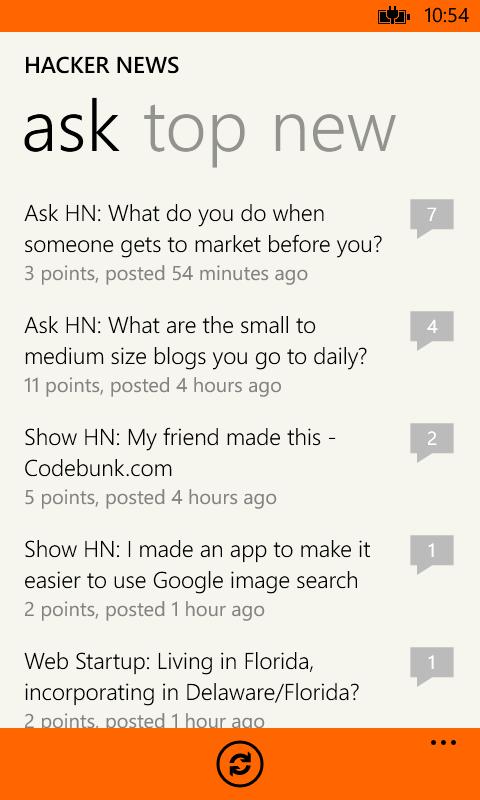 10:54
HACKER NEWS
ask top new
Ask HN: What do you do when
someone gets to market before you?
3 points, posted 54 minutes ago
7
Ask HN: What are the small to
medium size blogs you go to daily?
11 points, posted 4 hours ago
4
Show HN: My friend made this -
Codebunk.com
5 points, posted 4 hours ago
2
Show HN: I made an app to make it
easier to use Google image search
2 points, posted 1 hour ago
1
Web Startup: Living in Florida,
incorporating in Delaware/Florida?
2 points, posted 1 hour ago
1